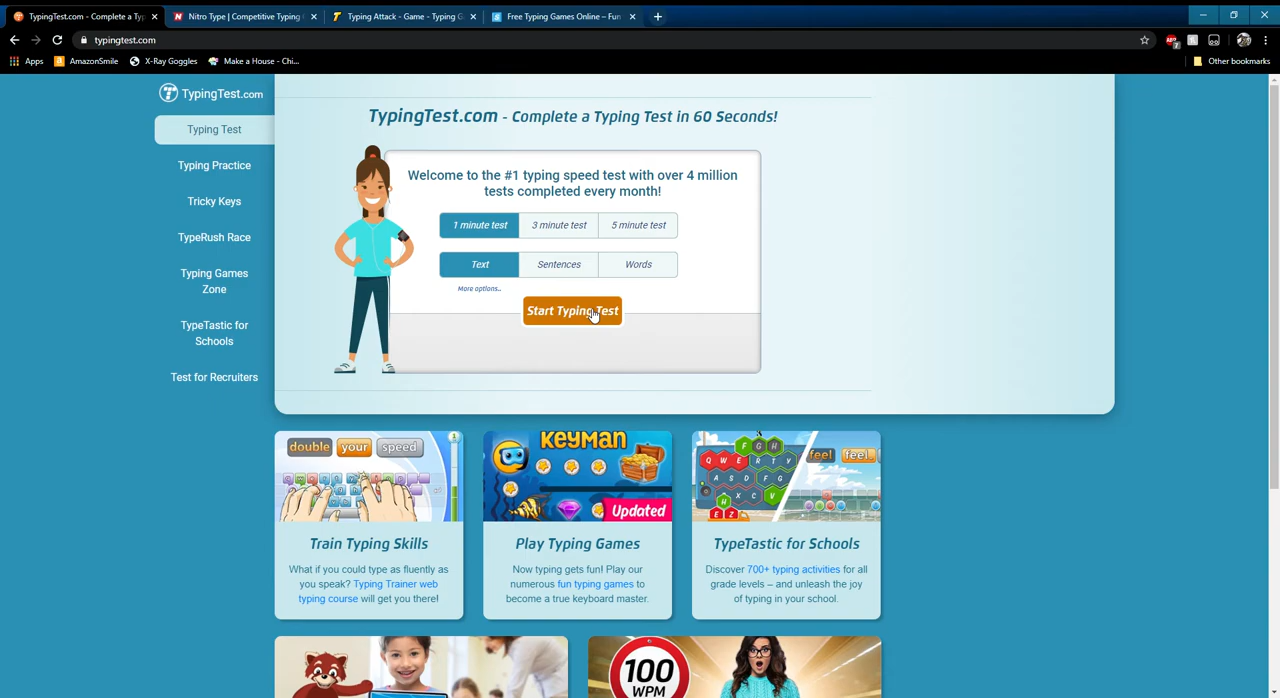 TypingTest.com - Complete a Typ
Nitro Type | Competitive Typing
Typing Attack - Game - Typing G
Free Typing Games Online – Fun
typingtest.com
Apps
AmazonSmile
X-Ray Goggles
Make a House - Chi...
Other bookmarks
TypingTest.com
Typing Test
Typing Practice
Tricky Keys
TypeRush Race
Typing Games
Zone
TypeTastic for
Schools
Test for Recruiters
TypingTest.com - Complete a Typing Test in 60 Seconds!
Welcome to the #1 typing speed test with over 4 million
tests completed every month!
1 minute test 3 minute test 5 minute test
Text Sentences Words
More options..
Start Typing Test
double your speed
KEYMAN
Updated
F G H
Q W E R T Y
A S D F G
X C V
H
E Z
feel feel
Train Typing Skills
What if you could type as fluently as
you speak? Typing Trainer web
typing course will get you there!
Play Typing Games
Now typing gets fun! Play our
numerous fun typing games to
become a true keyboard master.
TypeTastic for Schools
Discover 700+ typing activities for all
grade levels – and unleash the joy
of typing in your school.
100
WPM